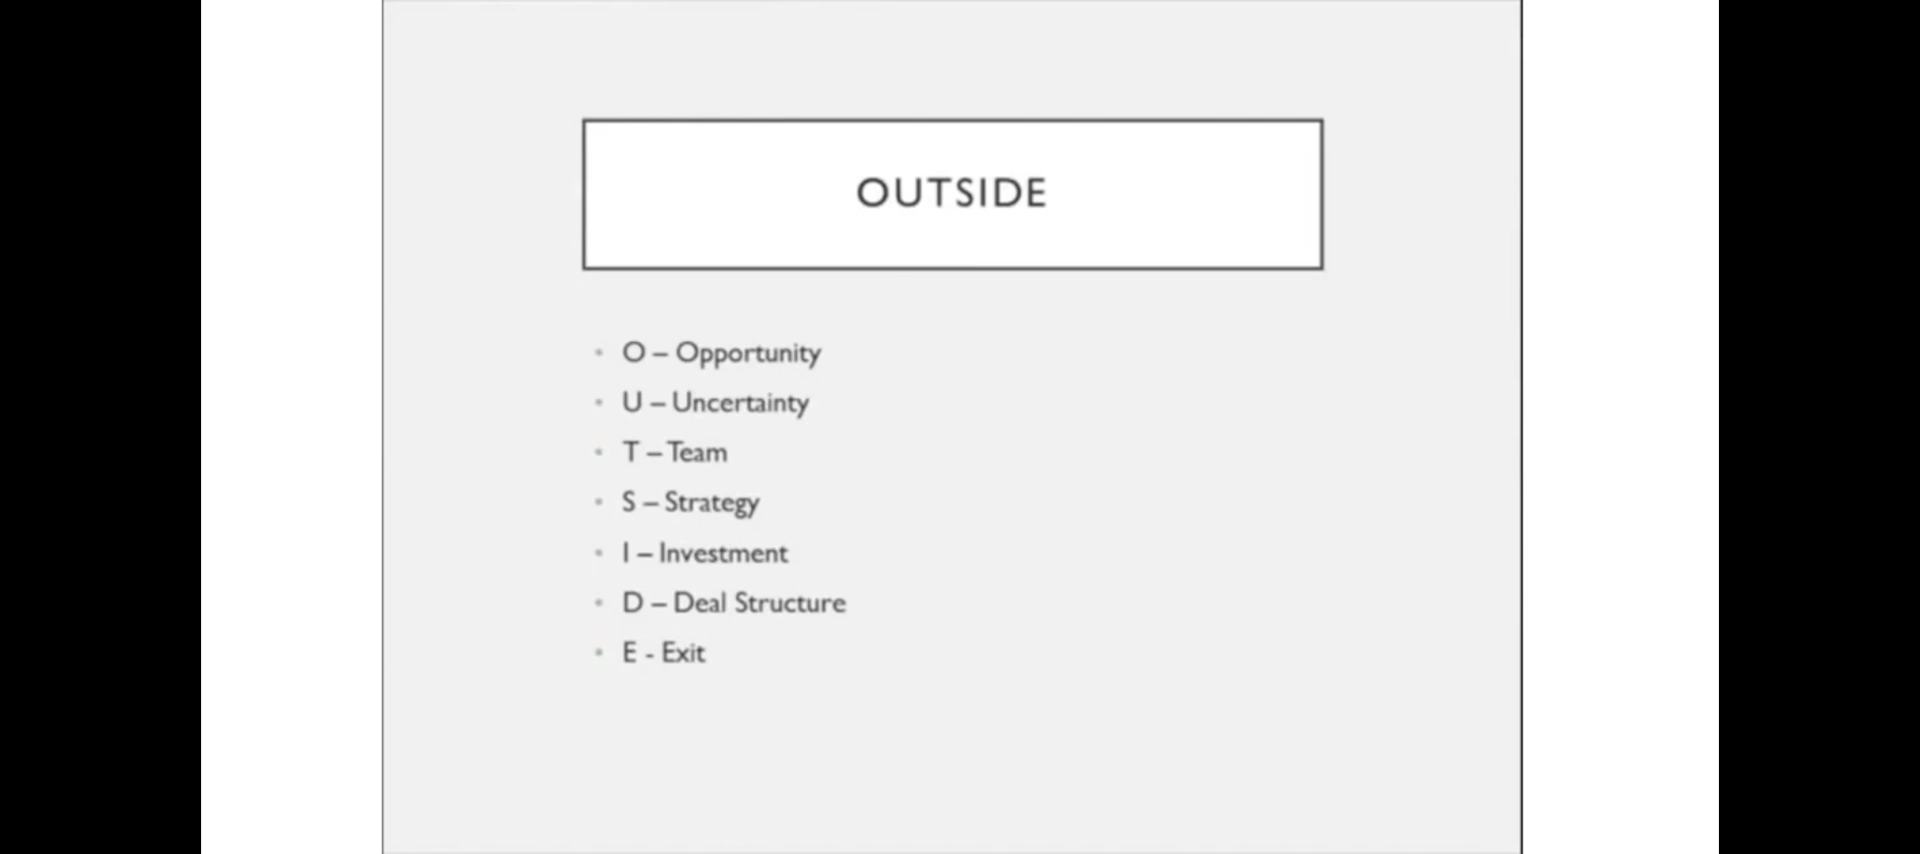 OUTSIDE
• O – Opportunity
• U – Uncertainty
• T – Team
• S – Strategy
• I – Investment
• D – Deal Structure
• E - Exit